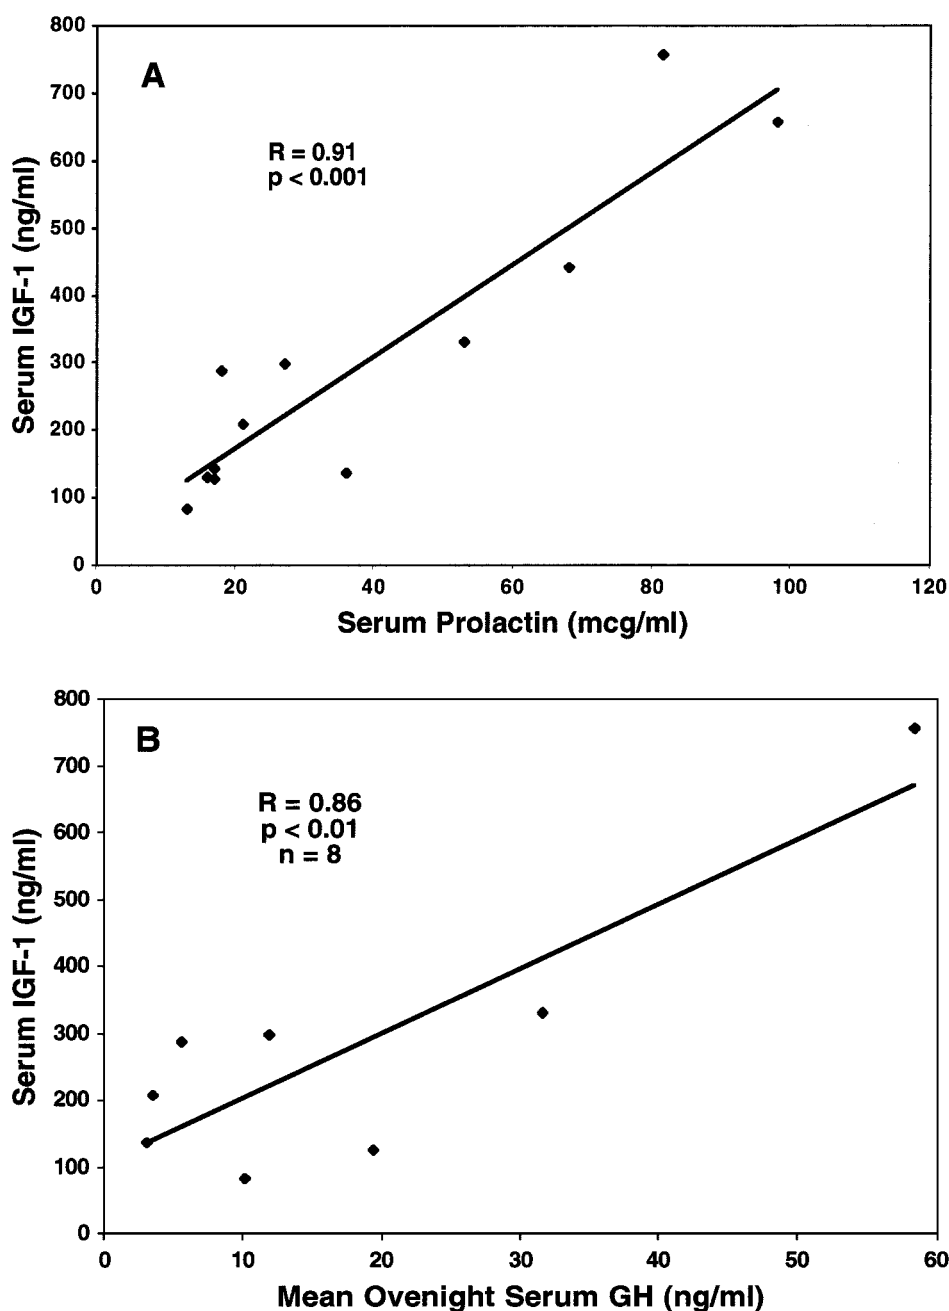 A
R = 0.91
p < 0.001
Serum IGF-1 (ng/ml)
800
700
600
500
400
300
200
100
0
0 20 40 60 80 100 120
Serum Prolactin (mcg/ml)
B
R = 0.86
p < 0.01
n = 8
Serum IGF-1 (ng/ml)
800
700
600
500
400
300
200
100
0
0 10 20 30 40 50 60
Mean Overnight Serum GH (ng/ml)